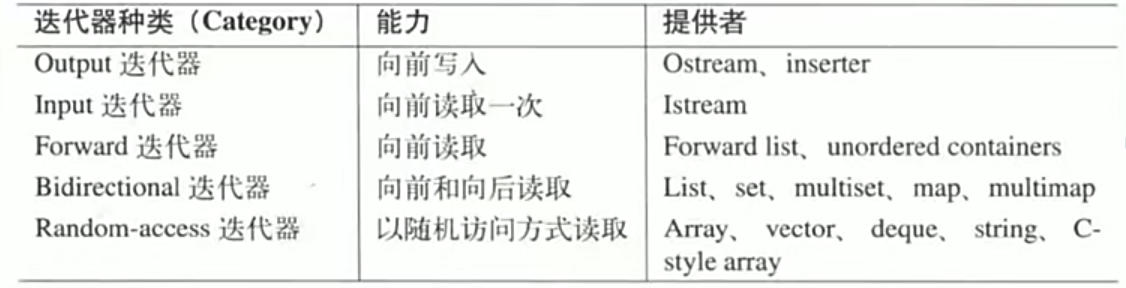 迭代器种类（Category） 能力 提供者
Output 迭代器 向前写入 Ostream、inserter
Input 迭代器 向前读取一次 Istream
Forward 迭代器 向前读取 Forward list、unordered containers
Bidirectional 迭代器 向前和向后读取 List、set、multiset、map、multimap
Random-access 迭代器 以随机访问方式读取 Array、vector、deque、string、C-
style array